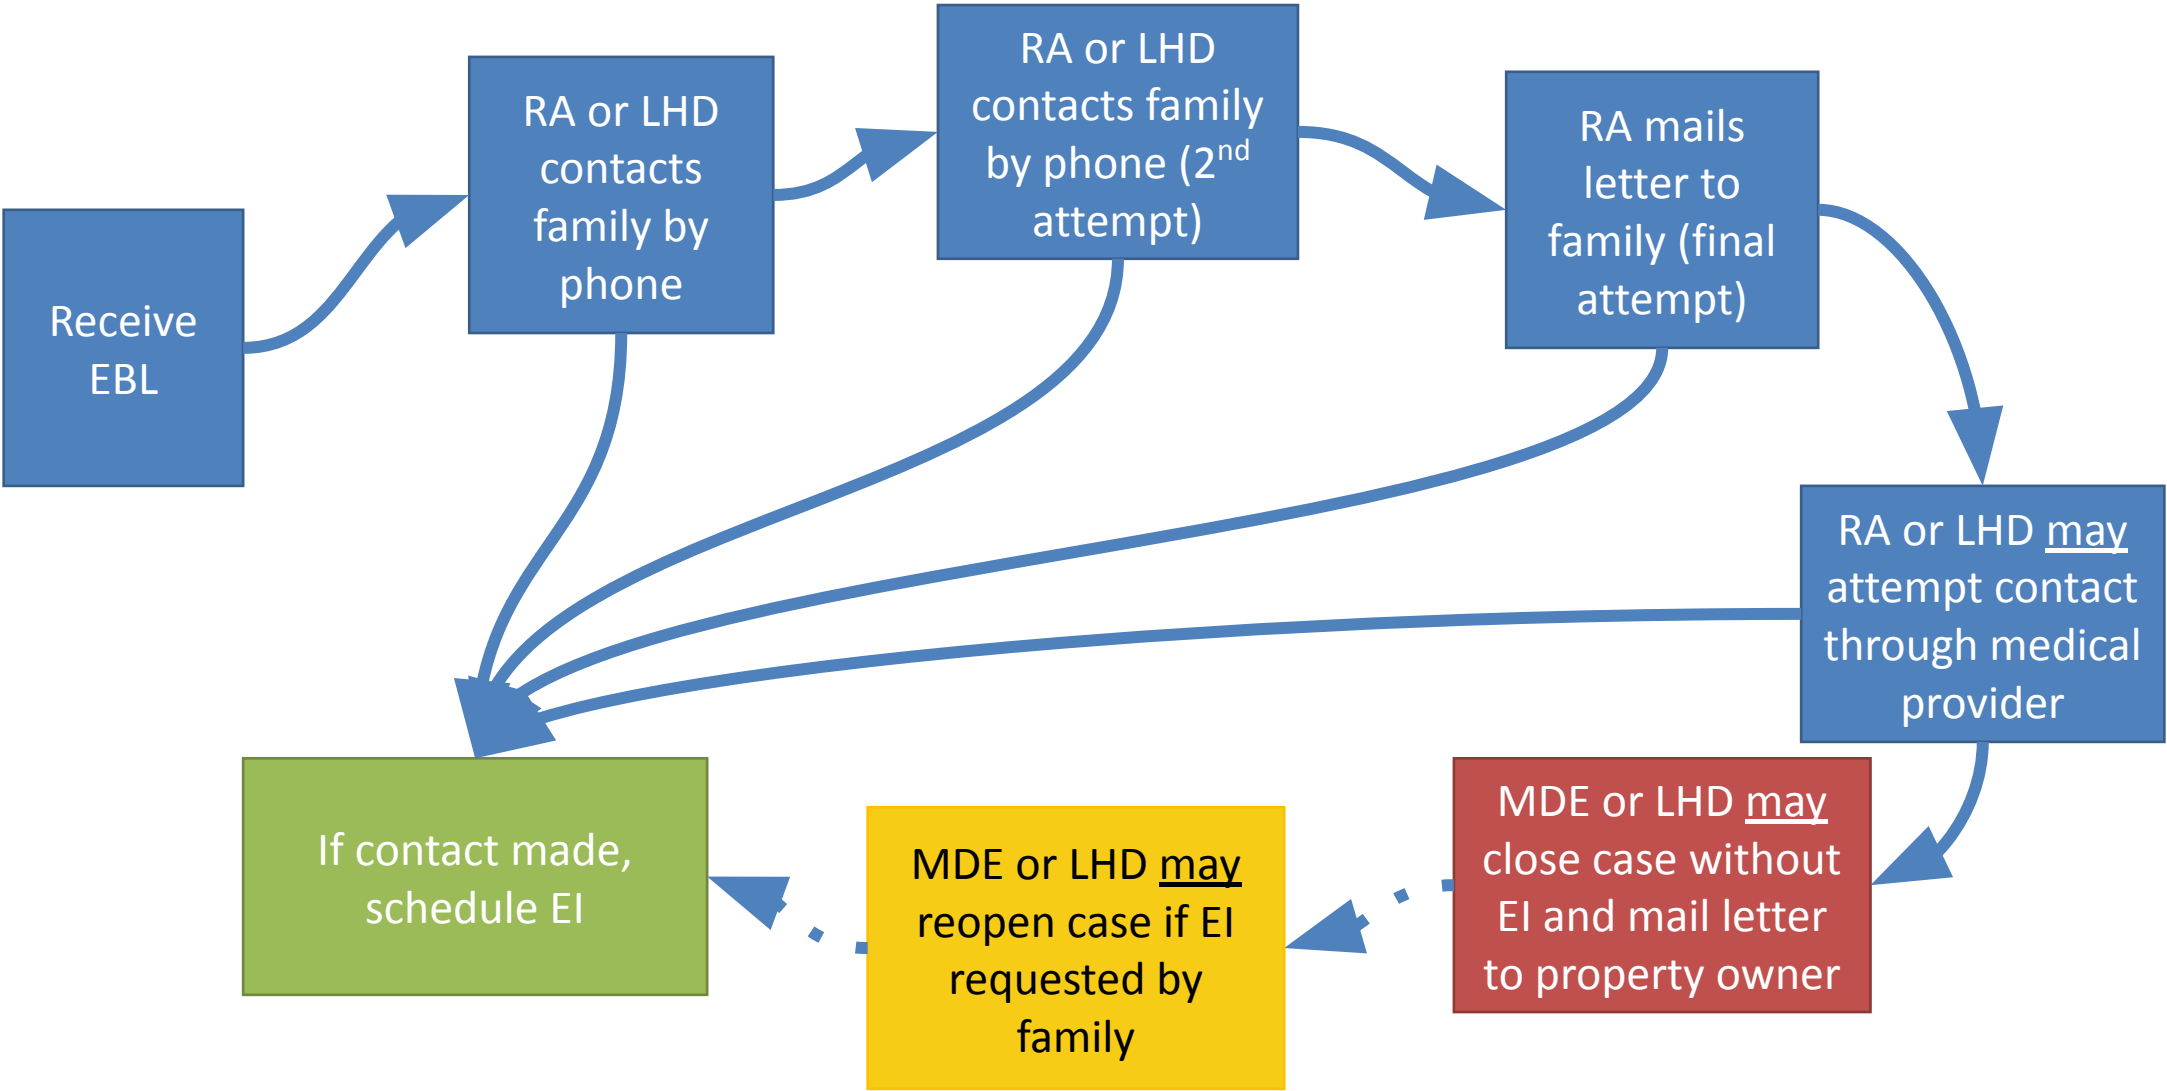 Receive
EBL
RA or LHD
contacts
family by
phone
RA or LHD
contacts family
by phone (2nd
attempt)
RA mails
letter to
family (final
attempt)
RA or LHD may
attempt contact
through medical
provider
MDE or LHD may
close case without
EI and mail letter
to property owner
MDE or LHD may
reopen case if EI
requested by
family
If contact made,
schedule EI